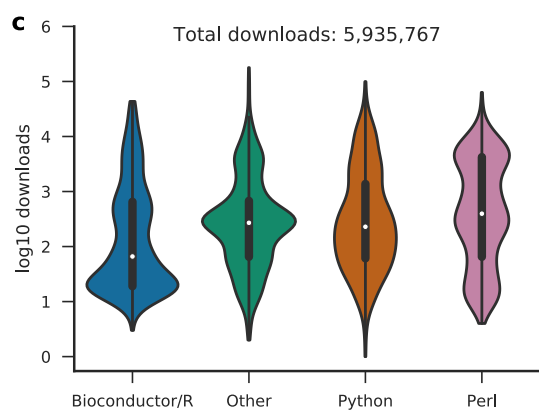 c
Total downloads: 5,935,767
log10 downloads
6
5
4
3
2
1
0
Bioconductor/R Other Python Perl